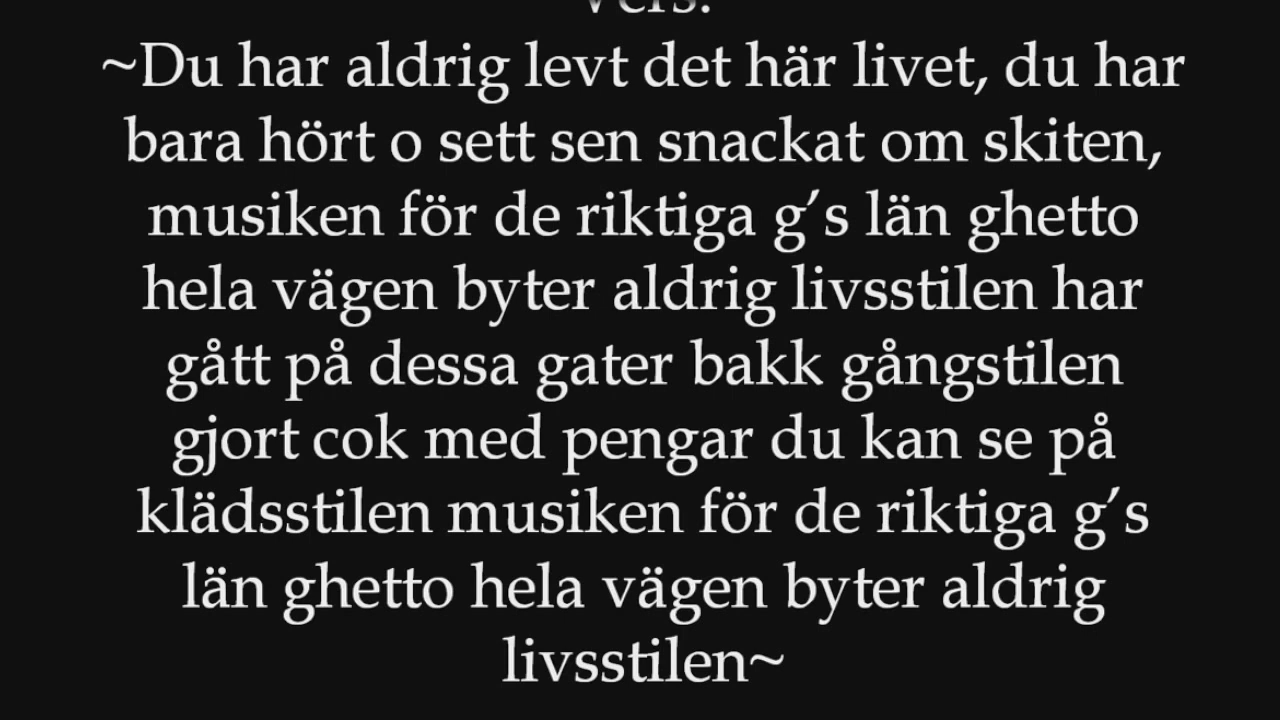 Vers:
~Du har aldrig levt det här livet, du har
bara hört o sett sen snackat om skiten,
musiken för de riktiga g’s län ghetto
hela vägen byter aldrig livsstilen har
gått på dessa gater bakk gångstilen
gjort cok med pengar du kan se på
klädsstilen musiken för de riktiga g’s
län ghetto hela vägen byter aldrig
livsstilen~